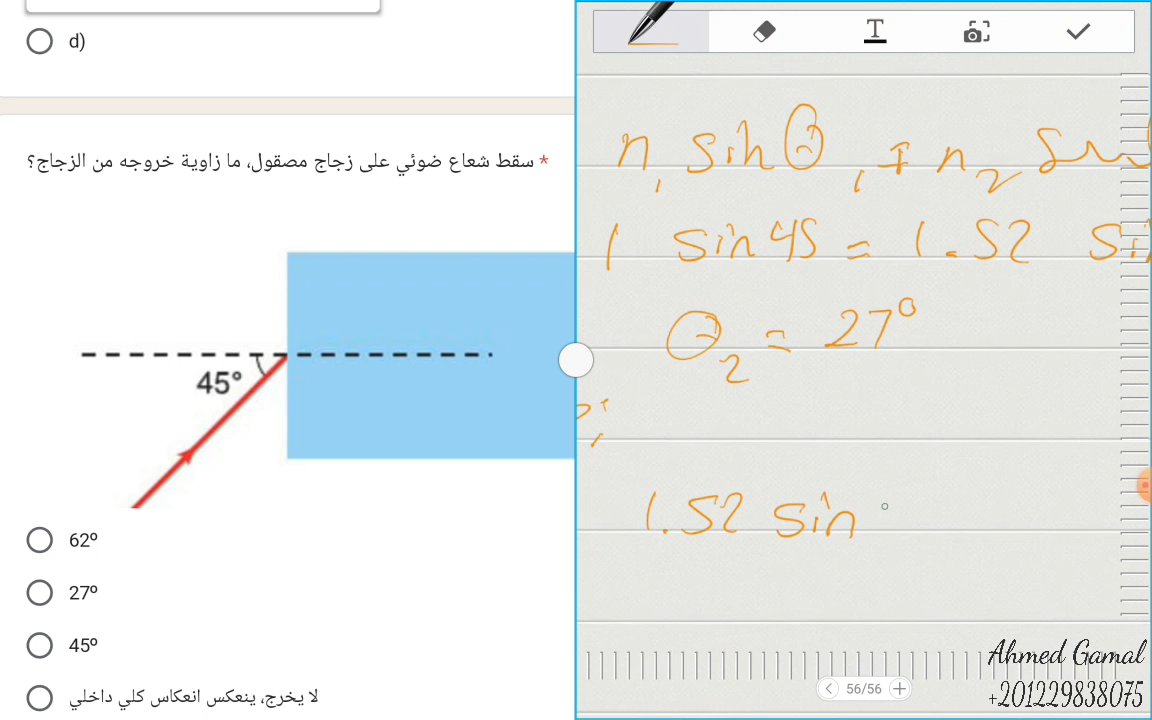 d)
سقط شعاع ضوئي على زجاج مصقول، ما زاوية خروجه من الزجاج؟ *
45°
62º
27º
45º
لا يخرج، ينعكس انعكاس كلي داخلي
T
n₁ sin θ₁ = n₂
1 sin 45 = 1.52 sin
θ₂ = 27°
1.52 sin
56/56
Ahmed Gamal
+201229838075